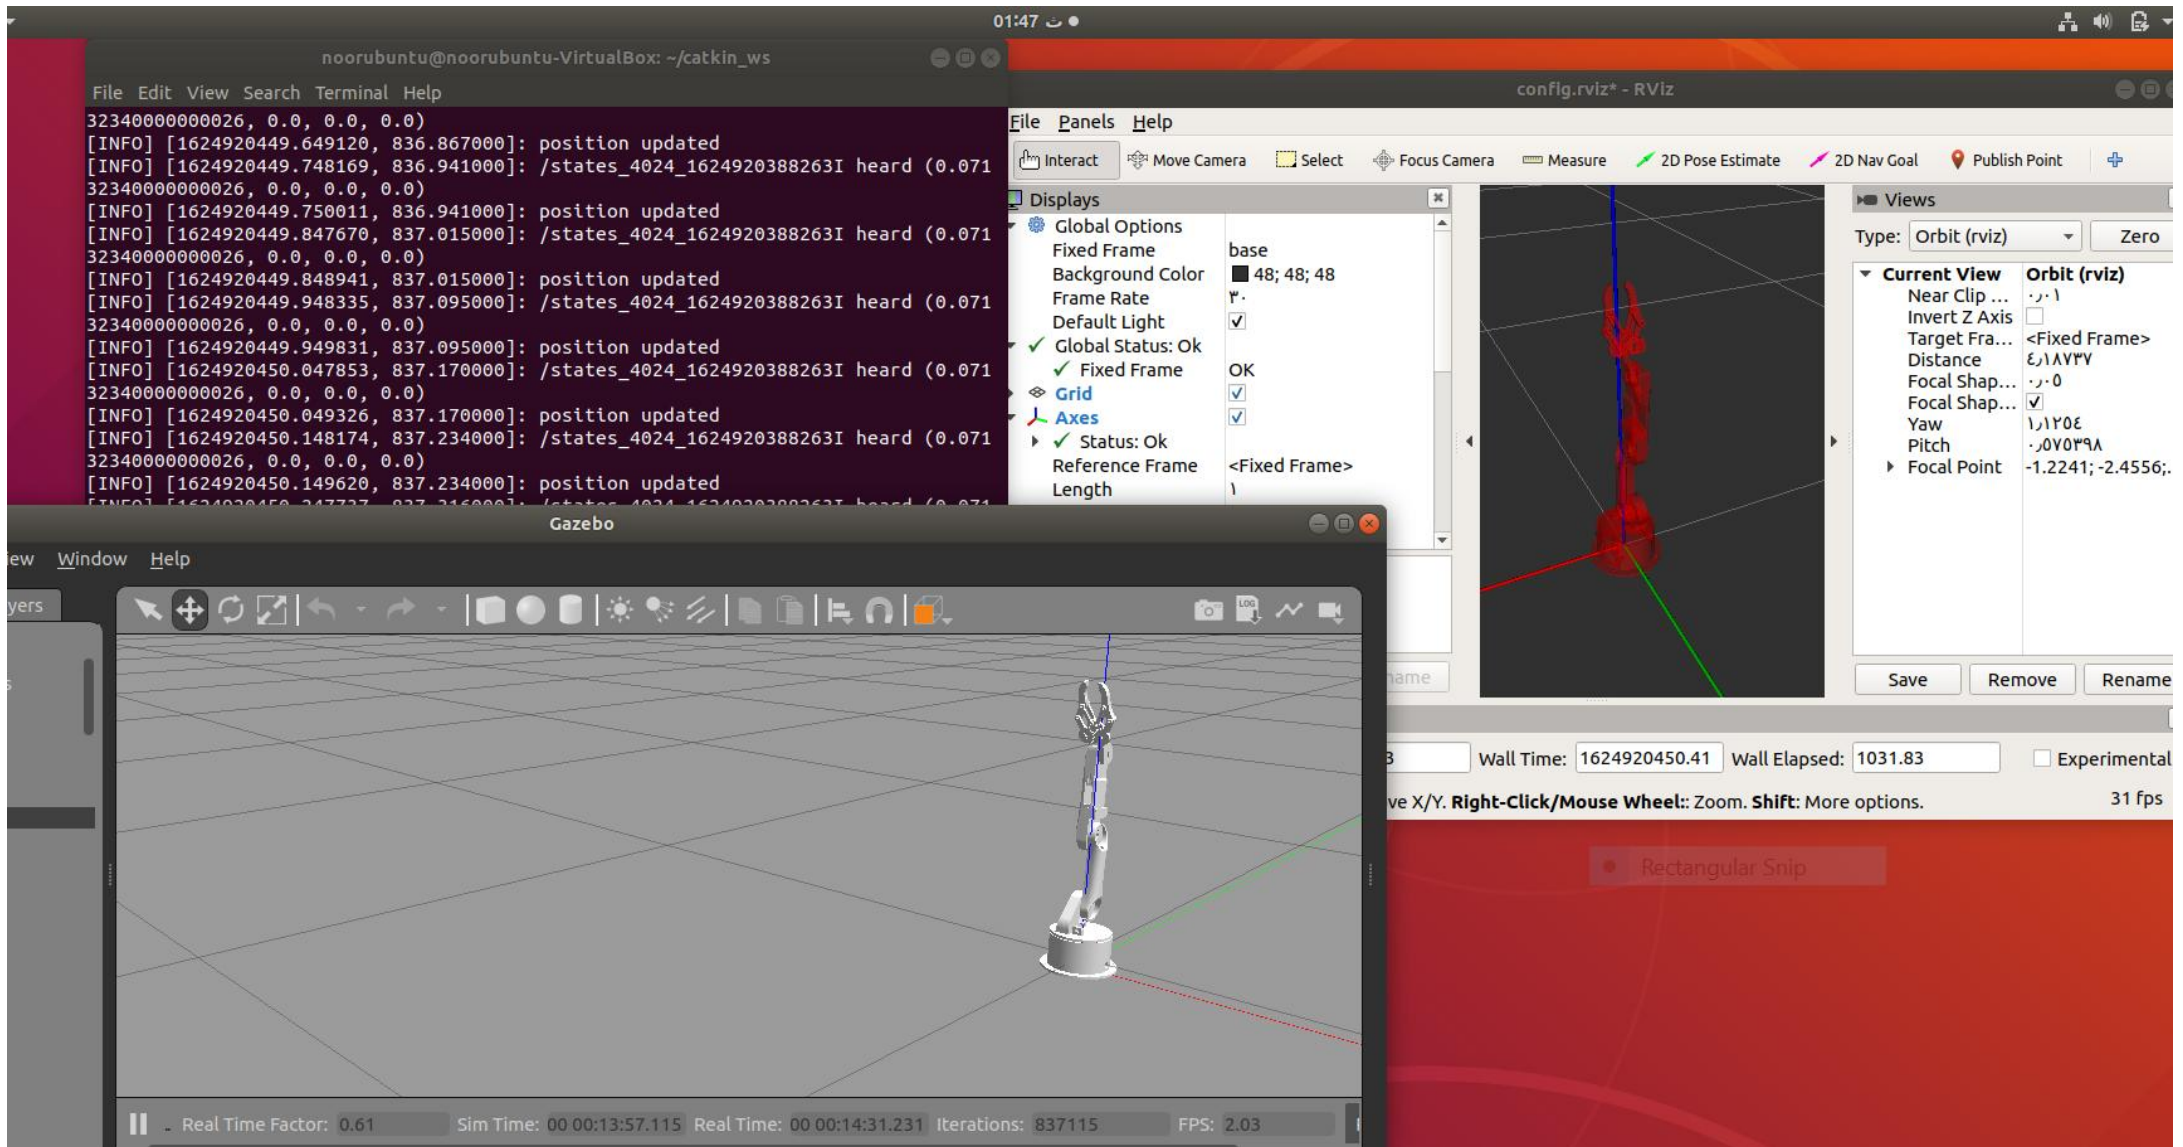 01:47 ث
noorubuntu@noorubuntu-VirtualBox: ~/catkin_ws
File Edit View Search Terminal Help
32340000000026, 0.0, 0.0, 0.0)
[INFO] [1624920449.649120, 836.867000]: position updated
[INFO] [1624920449.748169, 836.941000]: /states_4024_1624920388263I heard (0.071
32340000000026, 0.0, 0.0, 0.0)
[INFO] [1624920449.750011, 836.941000]: position updated
[INFO] [1624920449.847670, 837.015000]: /states_4024_1624920388263I heard (0.071
32340000000026, 0.0, 0.0, 0.0)
[INFO] [1624920449.848941, 837.015000]: position updated
[INFO] [1624920449.948335, 837.095000]: /states_4024_1624920388263I heard (0.071
32340000000026, 0.0, 0.0, 0.0)
[INFO] [1624920449.949831, 837.095000]: position updated
[INFO] [1624920450.047853, 837.170000]: /states_4024_1624920388263I heard (0.071
32340000000026, 0.0, 0.0, 0.0)
[INFO] [1624920450.049326, 837.170000]: position updated
[INFO] [1624920450.148174, 837.234000]: /states_4024_1624920388263I heard (0.071
32340000000026, 0.0, 0.0, 0.0)
[INFO] [1624920450.149620, 837.234000]: position updated
config.rviz* - RViz
File Panels Help
Interact Move Camera Select Focus Camera Measure 2D Pose Estimate 2D Nav Goal Publish Point
Displays
Global Options
Fixed Frame base
Background Color 48; 48; 48
Frame Rate ۳۰
Default Light
Global Status: Ok
Fixed Frame OK
Grid
Axes
Status: Ok
Reference Frame <Fixed Frame>
Length ۱
Views
Type: Orbit (rviz) Zero
Current View Orbit (rviz)
Near Clip ... ۰٫۰۱
Invert Z Axis
Target Fra... <Fixed Frame>
Distance ٤٫۱۸۷۳۷
Focal Shap... ۰٫۰٥
Focal Shap...
Yaw ۱٫۱۲٥٤
Pitch ۰٫٥۷٥۳۹۸
Focal Point -1.2241; -2.4556;..
Save Remove Rename
Wall Time: 1624920450.41 Wall Elapsed: 1031.83 Experimental
ve X/Y. Right-Click/Mouse Wheel:: Zoom. Shift: More options. 31 fps
Rectangular Snip
Gazebo
iew Window Help
yers
Real Time Factor: 0.61 Sim Time: 00 00:13:57.115 Real Time: 00 00:14:31.231 Iterations: 837115 FPS: 2.03